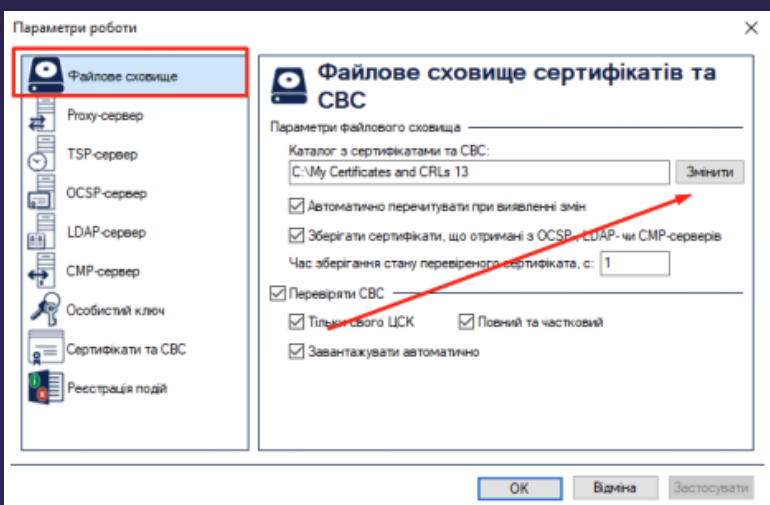 Параметри роботи
Файлове сховище
Proxy-сервер
TSP-сервер
OCSP-сервер
LDAP-сервер
CMP-сервер
Особистий ключ
Сертифікати та СВС
Реєстрація подій
Файлове сховище сертифікатів та
СВС
Параметри файлового сховища
Каталог з сертифікатами та СВС:
C:\My Certificates and CRLs 13
Змінити
Автоматично перечитувати при виявленні змін
Зберігати сертифікати, що отримані з OCSP-, LDAP- чи CMP-серверів
Час зберігання стану перевіреного сертифіката, с: 1
Перевіряти СВС
Тільки свого ЦСК Повний та частковий
Завантажувати автоматично
OK Відміна Застосувати